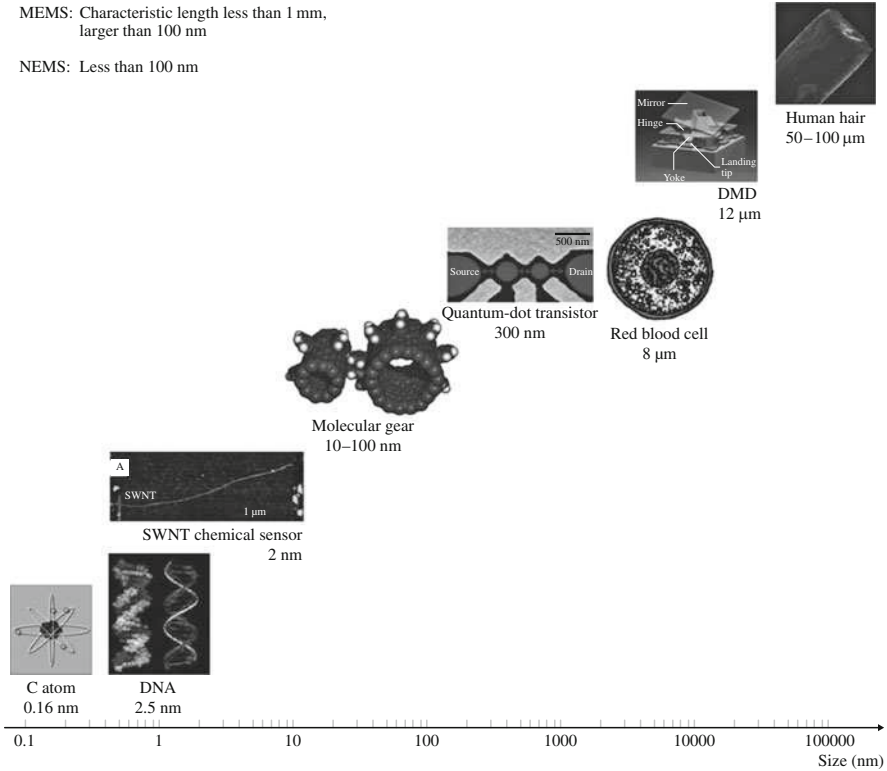 MEMS: Characteristic length less than 1 mm,
larger than 100 nm
NEMS: Less than 100 nm
Mirror
Hinge
Landing
tip
Yoke
Human hair
50–100 μm
DMD
12 μm
500 nm
Source
Drain
Quantum-dot transistor
300 nm
Red blood cell
8 μm
Molecular gear
10–100 nm
A
SWNT
1 μm
SWNT chemical sensor
2 nm
C atom
0.16 nm
DNA
2.5 nm
0.1 1 10 100 1000 10000 100000
Size (nm)